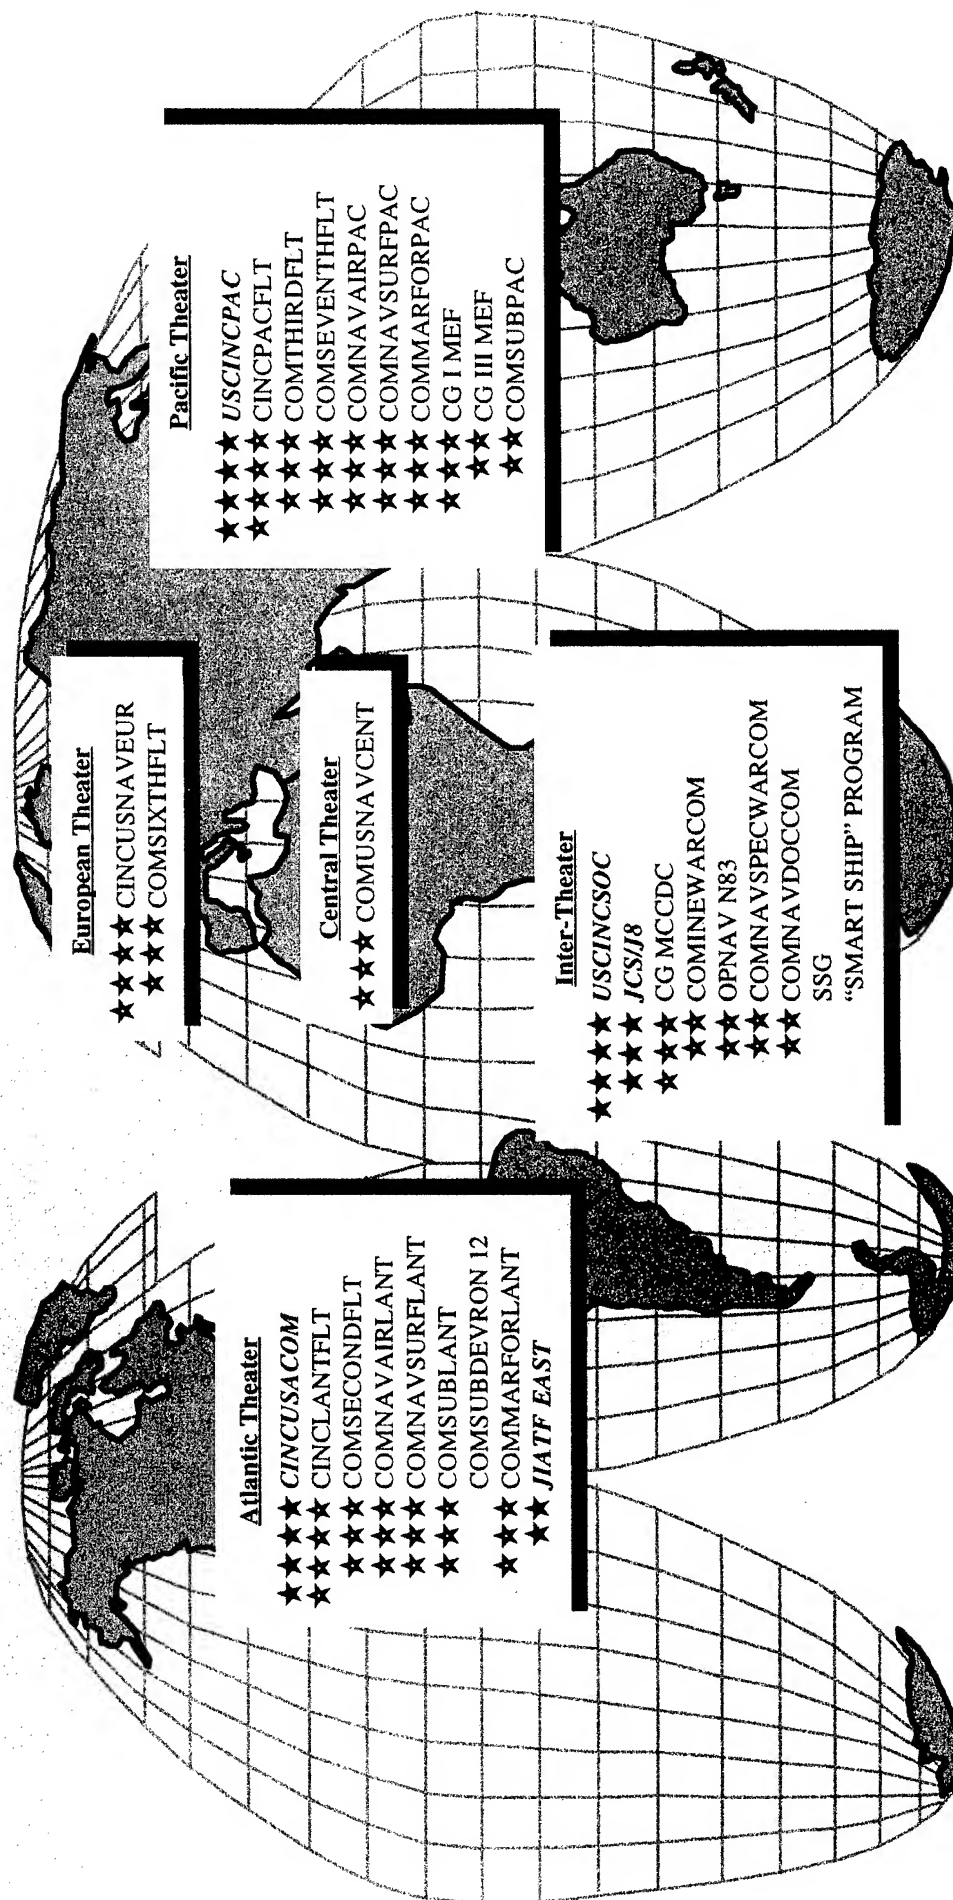 Atlantic Theater
★★★★ CINCUSACOM
★★★★ CINCLANTFLT
★★★ COMSECONDFLT
★★★ COMNAVAIRLANT
★★★ COMNAVSURFLANT
★★★ COMSUBLANT
COMSUBDEVRON 12
★★★ COMMARFORLANT
★★ JIATF EAST
European Theater
★★★★ CINCUSNAVEUR
★★★ COMSIXTHFLT
Central Theater
★★★ COMUSNAVCENT
Inter-Theater
★★★★ USCINCSOC
★★★ JCS/J8
★★★ CG MCCDC
★★ COMINEWARCOM
★★ OPNAV N83
★★ COMNAVSPECWARCOM
★★ COMNAVDOCCOM
SSG
“SMART SHIP” PROGRAM
Pacific Theater
★★★★ USCINCPAC
★★★★ CINCPACFLT
★★★ COMTHIRDFLT
★★★ COMSEVENTHFLT
★★★ COMNAVAIRPAC
★★★ COMNAVSURFPAC
★★★ COMMARFORPAC
★★★ CG I MEF
★★ CG III MEF
★★ COMSUBPAC